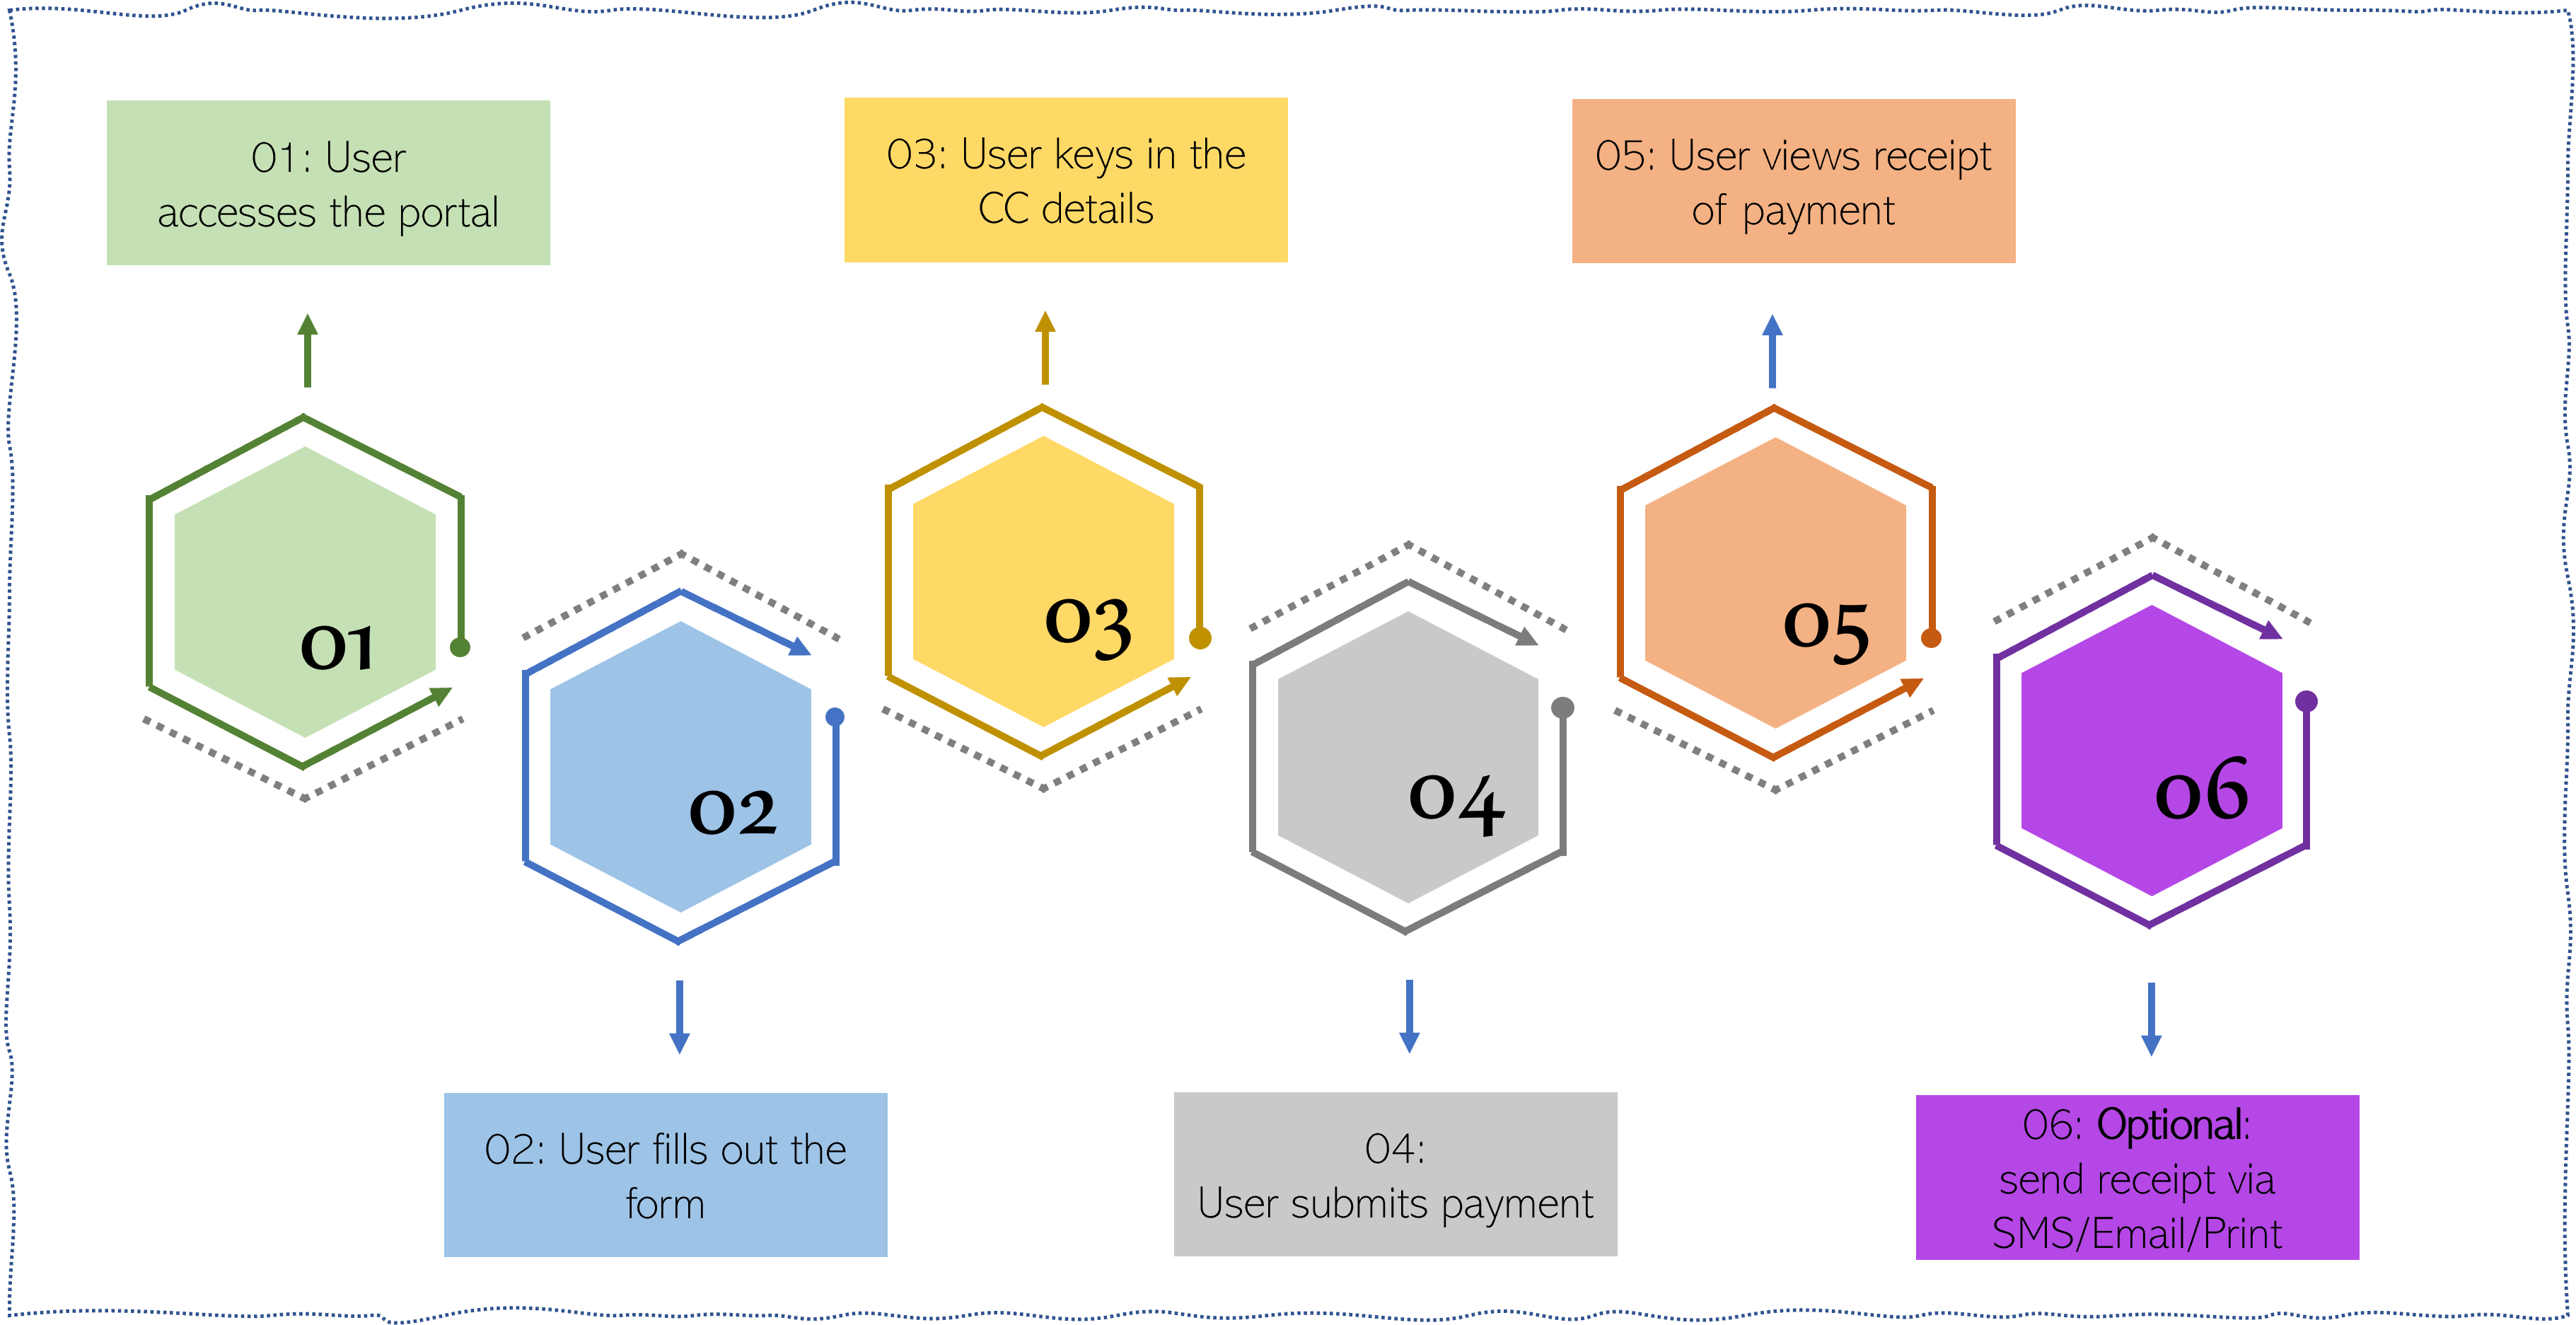 01: User
accesses the portal
03: User keys in the
CC details
05: User views receipt
of payment
01
02
03
04
05
06
02: User fills out the
form
04:
User submits payment
06: Optional:
send receipt via
SMS/Email/Print